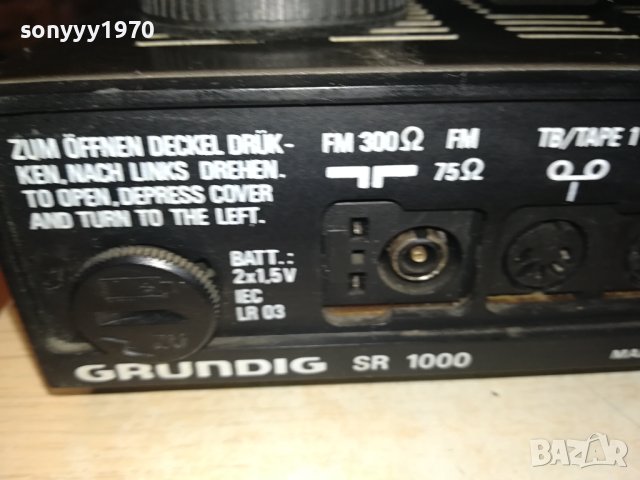 sonyyy1970
ZUM ÖFFNEN DECKEL DRÜK-
KEN, NACH LINKS DREHEN.
TO OPEN, DEPRESS COVER
AND TURN TO THE LEFT.
FM 300Ω FM
75Ω
TB/TAPE 1
BATT.:
2x1,5V
IEC
LR 03
GRUNDIG SR 1000
MA
BAZAR